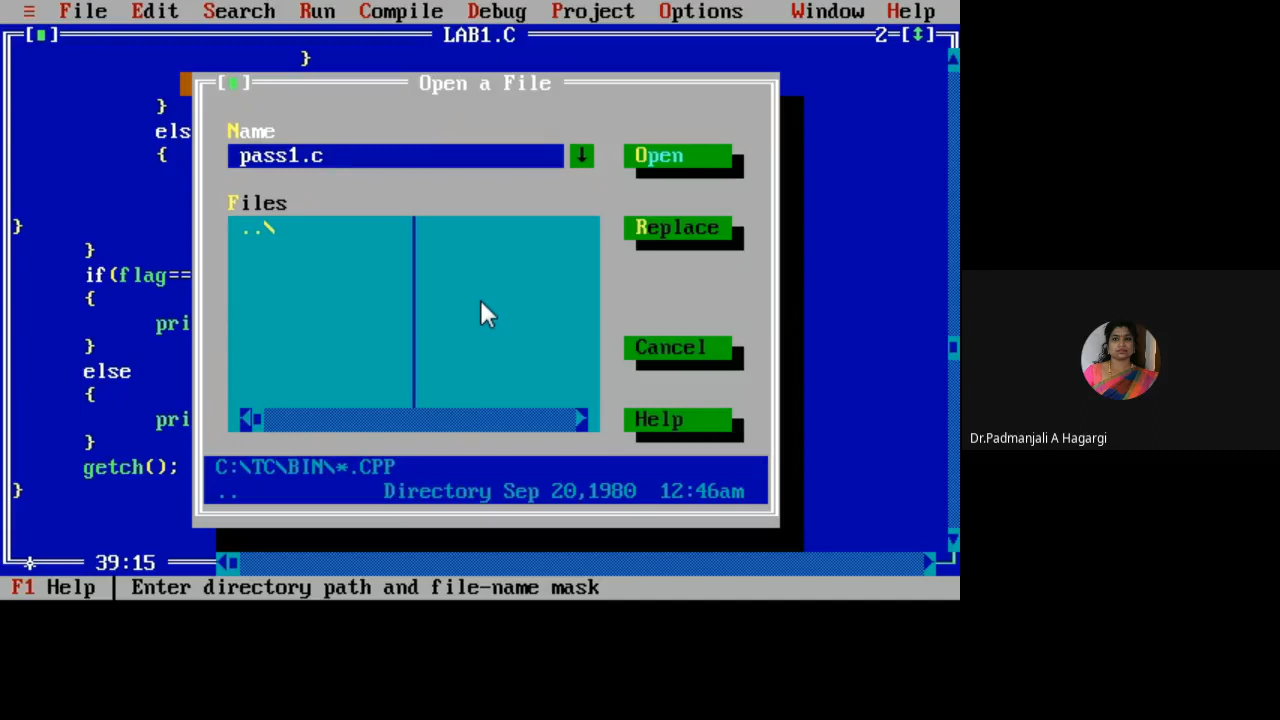 ≡ File Edit Search Run Compile Debug Project Options Window Help
[■] LAB1.C 2=[↕]
}
[■] Open a File
}
els
Name
{
pass1.c ↓ Open
Files
..\ Replace
}
}
if(flag==
{
pri
}
Cancel
else
{
pri
Help
}
getch();
C:\TC\BIN\*.CPP
}
.. Directory Sep 20,1980 12:46am
39:15
F1 Help | Enter directory path and file-name mask
Dr.Padmanjali A Hagargi